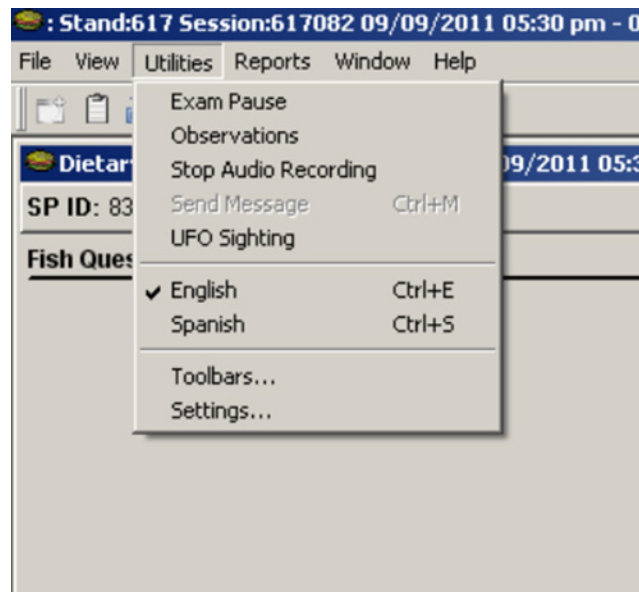 : Stand:617 Session:617082 09/09/2011 05:30 pm - 0
File View Utilities Reports Window Help
Exam Pause
Observations
Stop Audio Recording
Send Message Ctrl+M
UFO Sighting
English Ctrl+E
Spanish Ctrl+S
Toolbars...
Settings...
Dietar 09/2011 05:3
SP ID: 83
Fish Ques